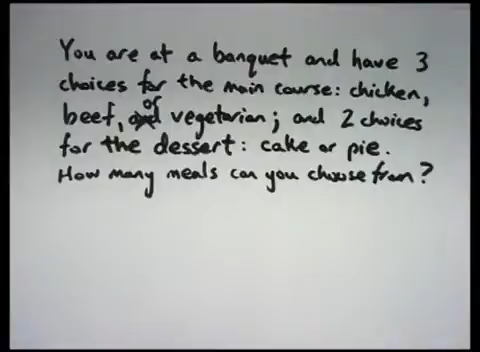 You are at a banquet and have 3
choices for the main course: chicken,
beef, or vegetarian; and 2 choices
for the dessert: cake or pie.
How many meals can you choose from?